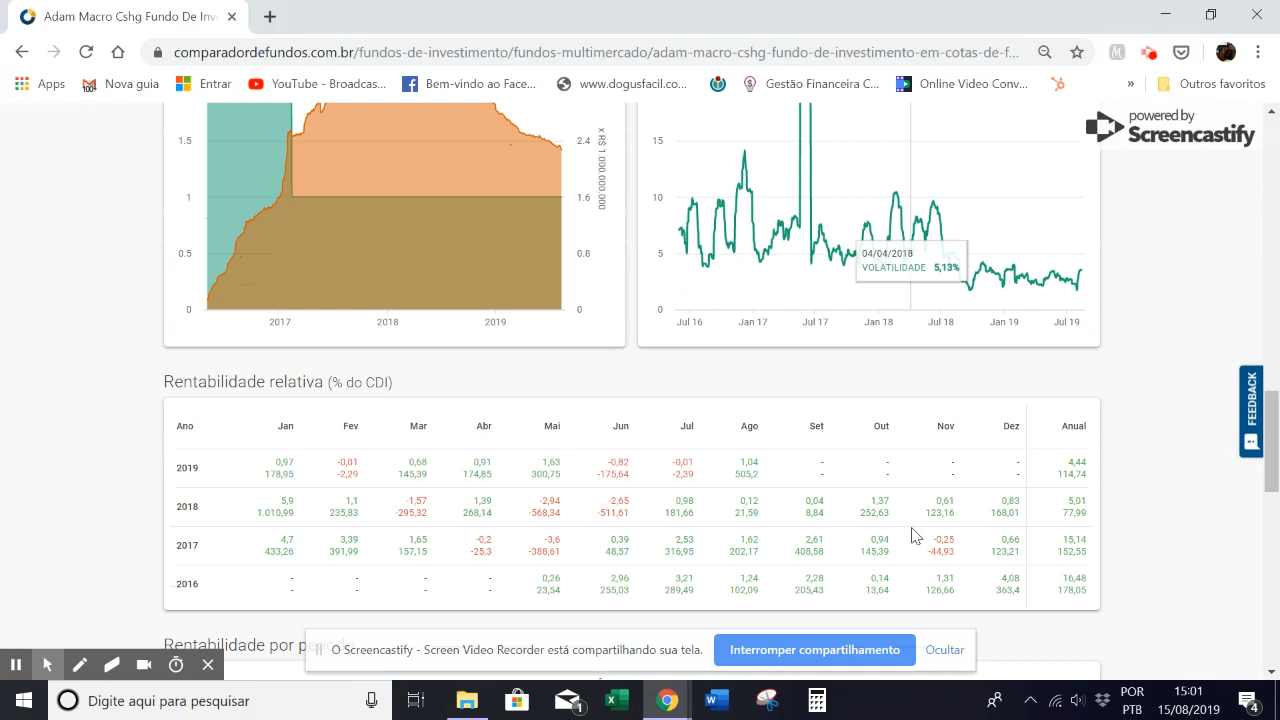 Adam Macro Cshg Fundo De Inv
comparadordefundos.com.br/fundos-de-investimento/fundos-multimercado/adam-macro-cshg-fundo-de-investimento-em-cotas-de-f...
Apps Nova guia Entrar YouTube - Broadcas... Bem-vindo ao Face... www.dogusfacil.co... Gestão Financeira C... Online Video Conv... » Outros favoritos
powered by
Screencastify
1.5 2.4 15
x R$ 1.000.000.000
1 1.6 10
0.5 0.8 5
04/04/2018
VOLATILIDADE 5,13%
0 0 0
2017 2018 2019 Jul 16 Jan 17 Jul 17 Jan 18 Jul 18 Jan 19 Jul 19
FEEDBACK
Rentabilidade relativa (% do CDI)
Ano Jan Fev Mar Abr Mai Jun Jul Ago Set Out Nov Dez Anual
2019 0,97 -0,01 0,68 0,91 1,63 -0,82 -0,01 1,04 - - - - 4,44
178,95 -2,29 145,39 174,85 300,75 -175,64 -2,39 505,2 - - - - 114,74
2018 5,9 1,1 -1,57 1,39 -2,94 -2,65 0,98 0,12 0,04 1,37 0,61 0,83 5,01
1.010,99 235,83 -295,32 268,14 -568,34 -511,61 181,66 21,59 8,84 252,63 123,16 168,01 77,99
2017 4,7 3,39 1,65 -0.2 -3,6 0,39 2,53 1,62 2,61 0,94 -0,25 0,66 15,14
433,26 391,99 157,15 -25,3 -388,61 48,57 316,95 202,17 408,58 145,39 -44,93 123,21 152,55
2016 - - - - 0,26 2,96 3,21 1,24 2,28 0,14 1,31 4,08 16,48
- - - - 23,54 255,03 289,49 102,09 205,43 13,64 126,66 363,4 178,05
Rentabilidade por
O Screencastify - Screen Video Recorder está compartilhando sua tela. Interromper compartilhamento Ocultar
Digite aqui para pesquisar
POR 15:01
PTB 15/08/2019 4